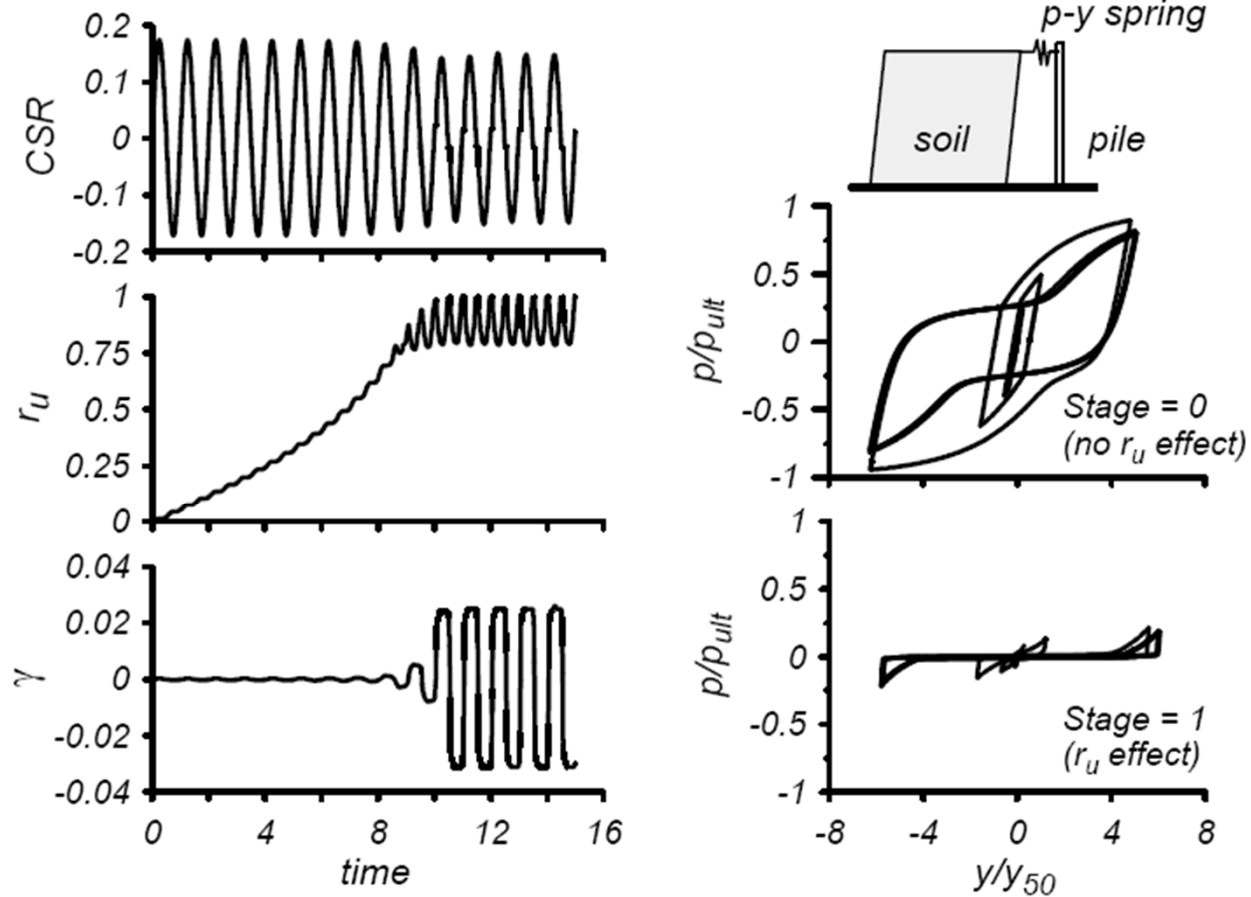 0.2
0.1
0
-0.1
-0.2
CSR
1
0.75
0.5
0.25
0
r_u
0.04
0.02
0
-0.02
-0.04
γ
0 4 8 12 16
time
p-y spring
soil
pile
1
0.5
0
-0.5
-1
p/p_ult
Stage = 0
(no r_u effect)
1
0.5
0
-0.5
-1
p/p_ult
Stage = 1
(r_u effect)
-8 -4 0 4 8
y/y_50